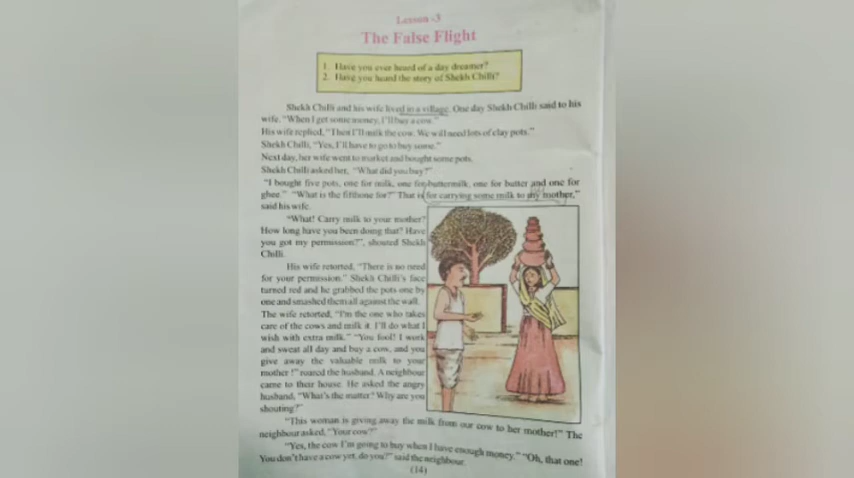 Lesson -3
The False Flight
1. Have you ever heard of a day dreamer?
2. Have you heard the story of Shekh Chilli?
Shekh Chilli and his wife lived in a village. One day Shekh Chilli said to his
wife, "When I get some money, I'll buy a cow."
His wife replied, "Then I'll milk the cow. We will need lots of clay pots."
Shekh Chilli, "Yes, I'll have to go to buy some."
Next day, her wife went to market and bought some pots.
Shekh Chilli asked her, "What did you buy?"
"I bought five pots, one for milk, one for buttermilk, one for butter and one for
ghee." "What is the fifth one for?" That is for carrying some milk to my mother,"
said his wife.
"What! Carry milk to your mother?
How long have you been doing that? Have
you got my permission?", shouted Shekh
Chilli.
His wife retorted, "There is no need
for your permission." Shekh Chilli's face
turned red and he grabbed the pots one by
one and smashed them all against the wall.
The wife retorted, "I'm the one who takes
care of the cows and milk it. I'll do what I
wish with extra milk." "You fool! I work
and sweat all day and buy a cow, and you
give away the valuable milk to your
mother !" roared the husband. A neighbour
came to their house. He asked the angry
husband, "What's the matter? Why are you
shouting?"
"This woman is giving away the milk from our cow to her mother!" The
neighbour asked, "Your cow?"
"Yes, the cow I'm going to buy when I have enough money." "Oh, that one!
You don't have a cow yet, do you?" said the neighbour.
(14)